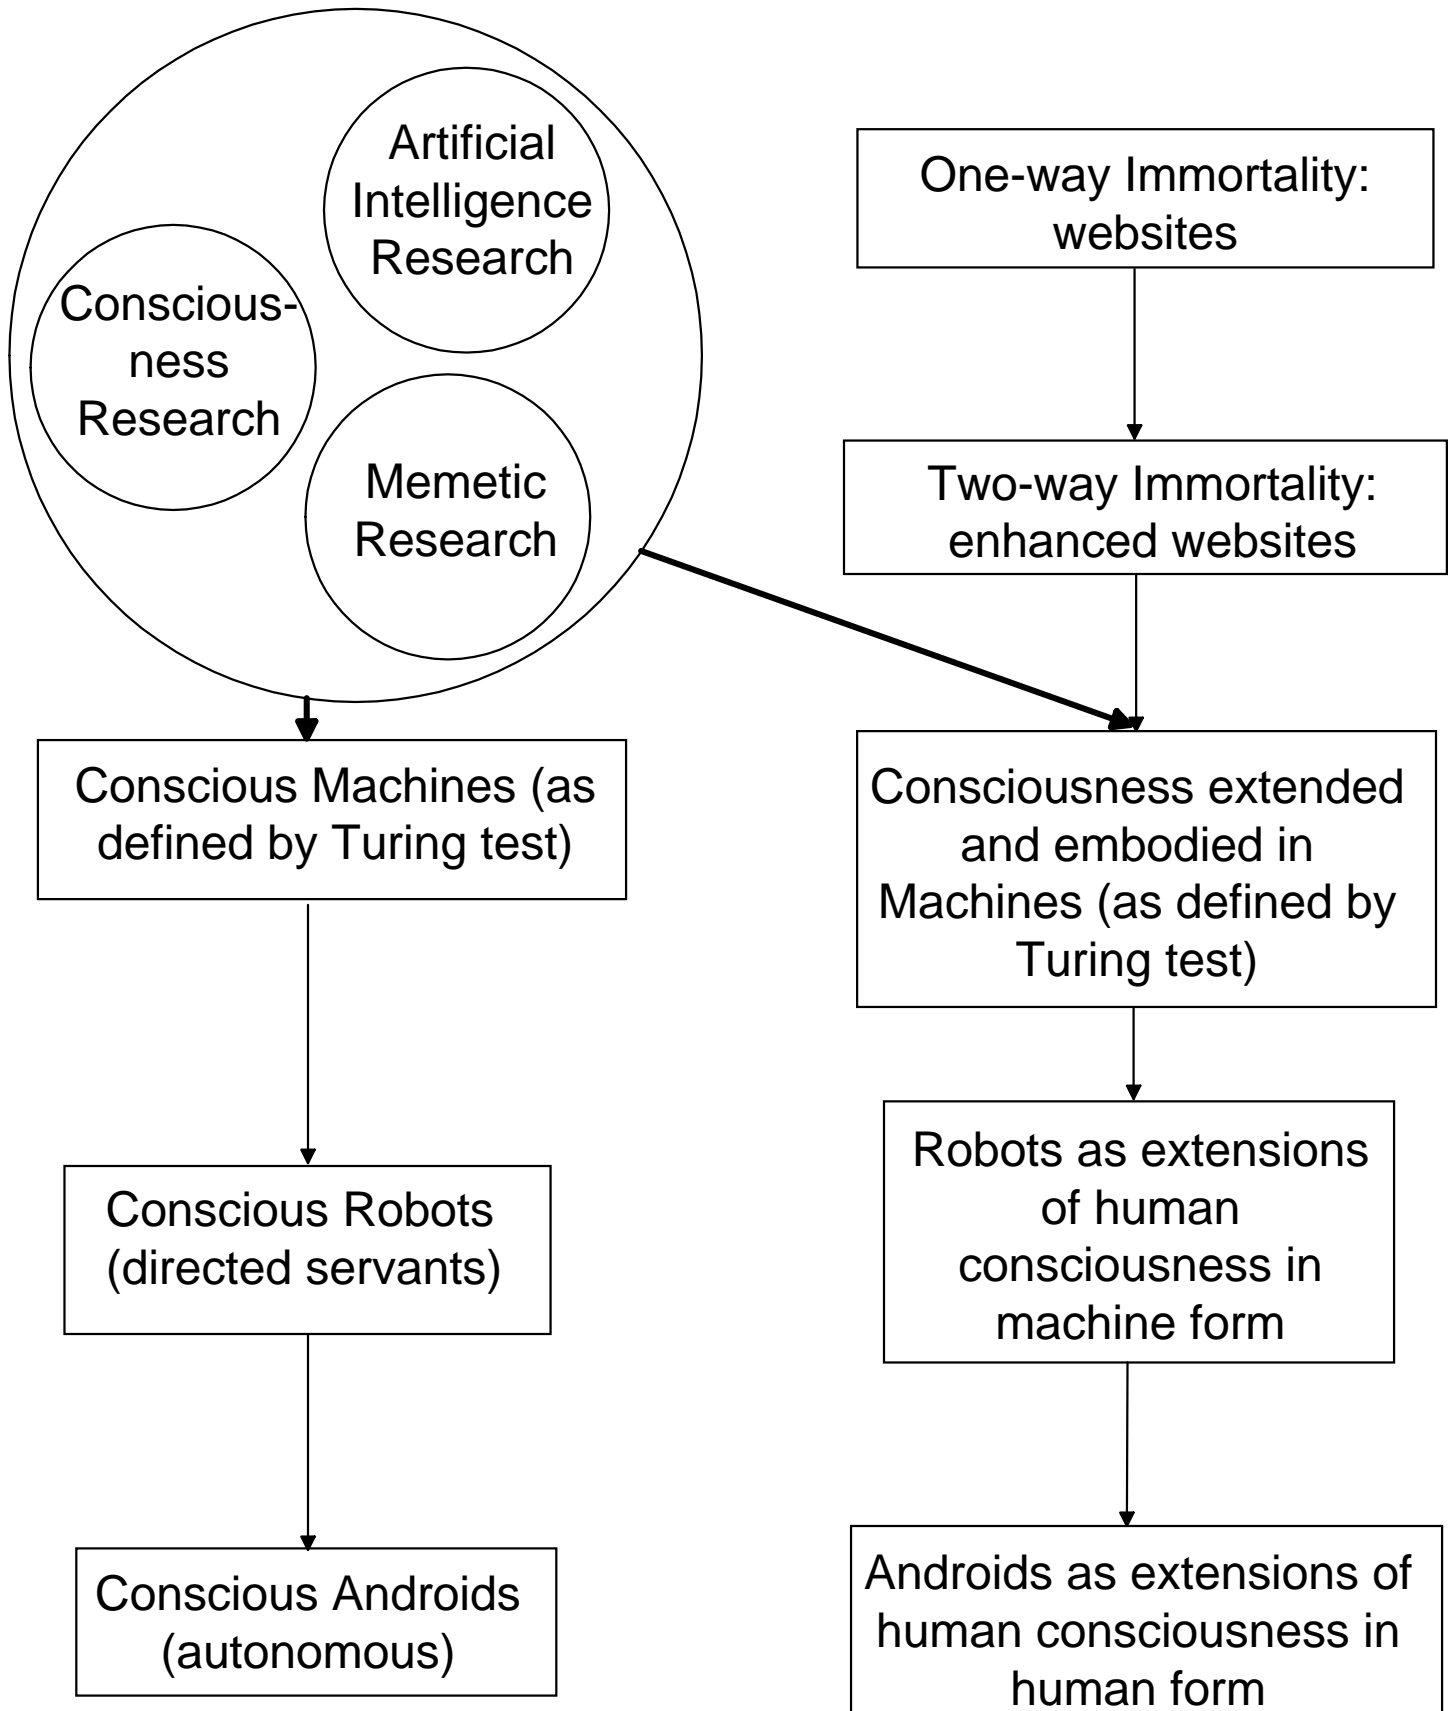 Artificial
Intelligence
Research
Conscious-
ness
Research
Memetic
Research
One-way Immortality:
websites
Two-way Immortality:
enhanced websites
Conscious Machines (as
defined by Turing test)
Consciousness extended
and embodied in
Machines (as defined by
Turing test)
Conscious Robots
(directed servants)
Robots as extensions
of human
consciousness in
machine form
Conscious Androids
(autonomous)
Androids as extensions of
human consciousness in
human form